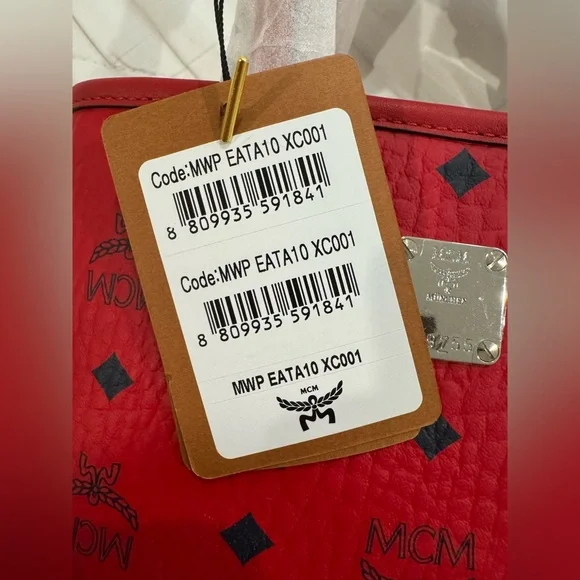 Code:MWP EATA10 XC001
8 809935 591841
Code:MWP EATA10 XC001
8 809935 591841
MWP EATA10 XC001
MCM
MCM
MCM
MCM